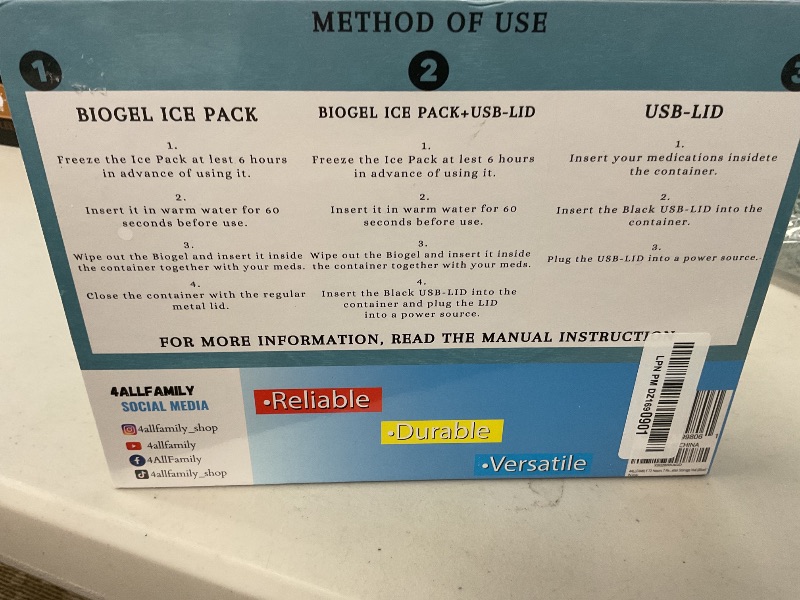 METHOD OF USE
1
2
3
BIOGEL ICE PACK
1.
Freeze the Ice Pack at lest 6 hours
in advance of using it.
2.
Insert it in warm water for 60
seconds before use.
3.
Wipe out the Biogel and insert it inside
the container together with your meds.
4.
Close the container with the regular
metal lid.
BIOGEL ICE PACK+USB-LID
1.
Freeze the Ice Pack at lest 6 hours
in advance of using it.
2.
Insert it in warm water for 60
seconds before use.
3.
Wipe out the Biogel and insert it inside
the container together with your meds.
4.
Insert the Black USB-LID into the
container and plug the LID
into a power source.
USB-LID
1.
Insert your medications insidete
the container.
2.
Insert the Black USB-LID into the
container.
3.
Plug the USB-LID into a power source.
FOR MORE INFORMATION, READ THE MANUAL INSTRUCTION
4ALLFAMILY
SOCIAL MEDIA
4allfamily_shop
4allfamily
4AllFamily
4allfamily_shop
•Reliable
•Durable
•Versatile
LPN PM DZ1690901
99806 1
CHINA